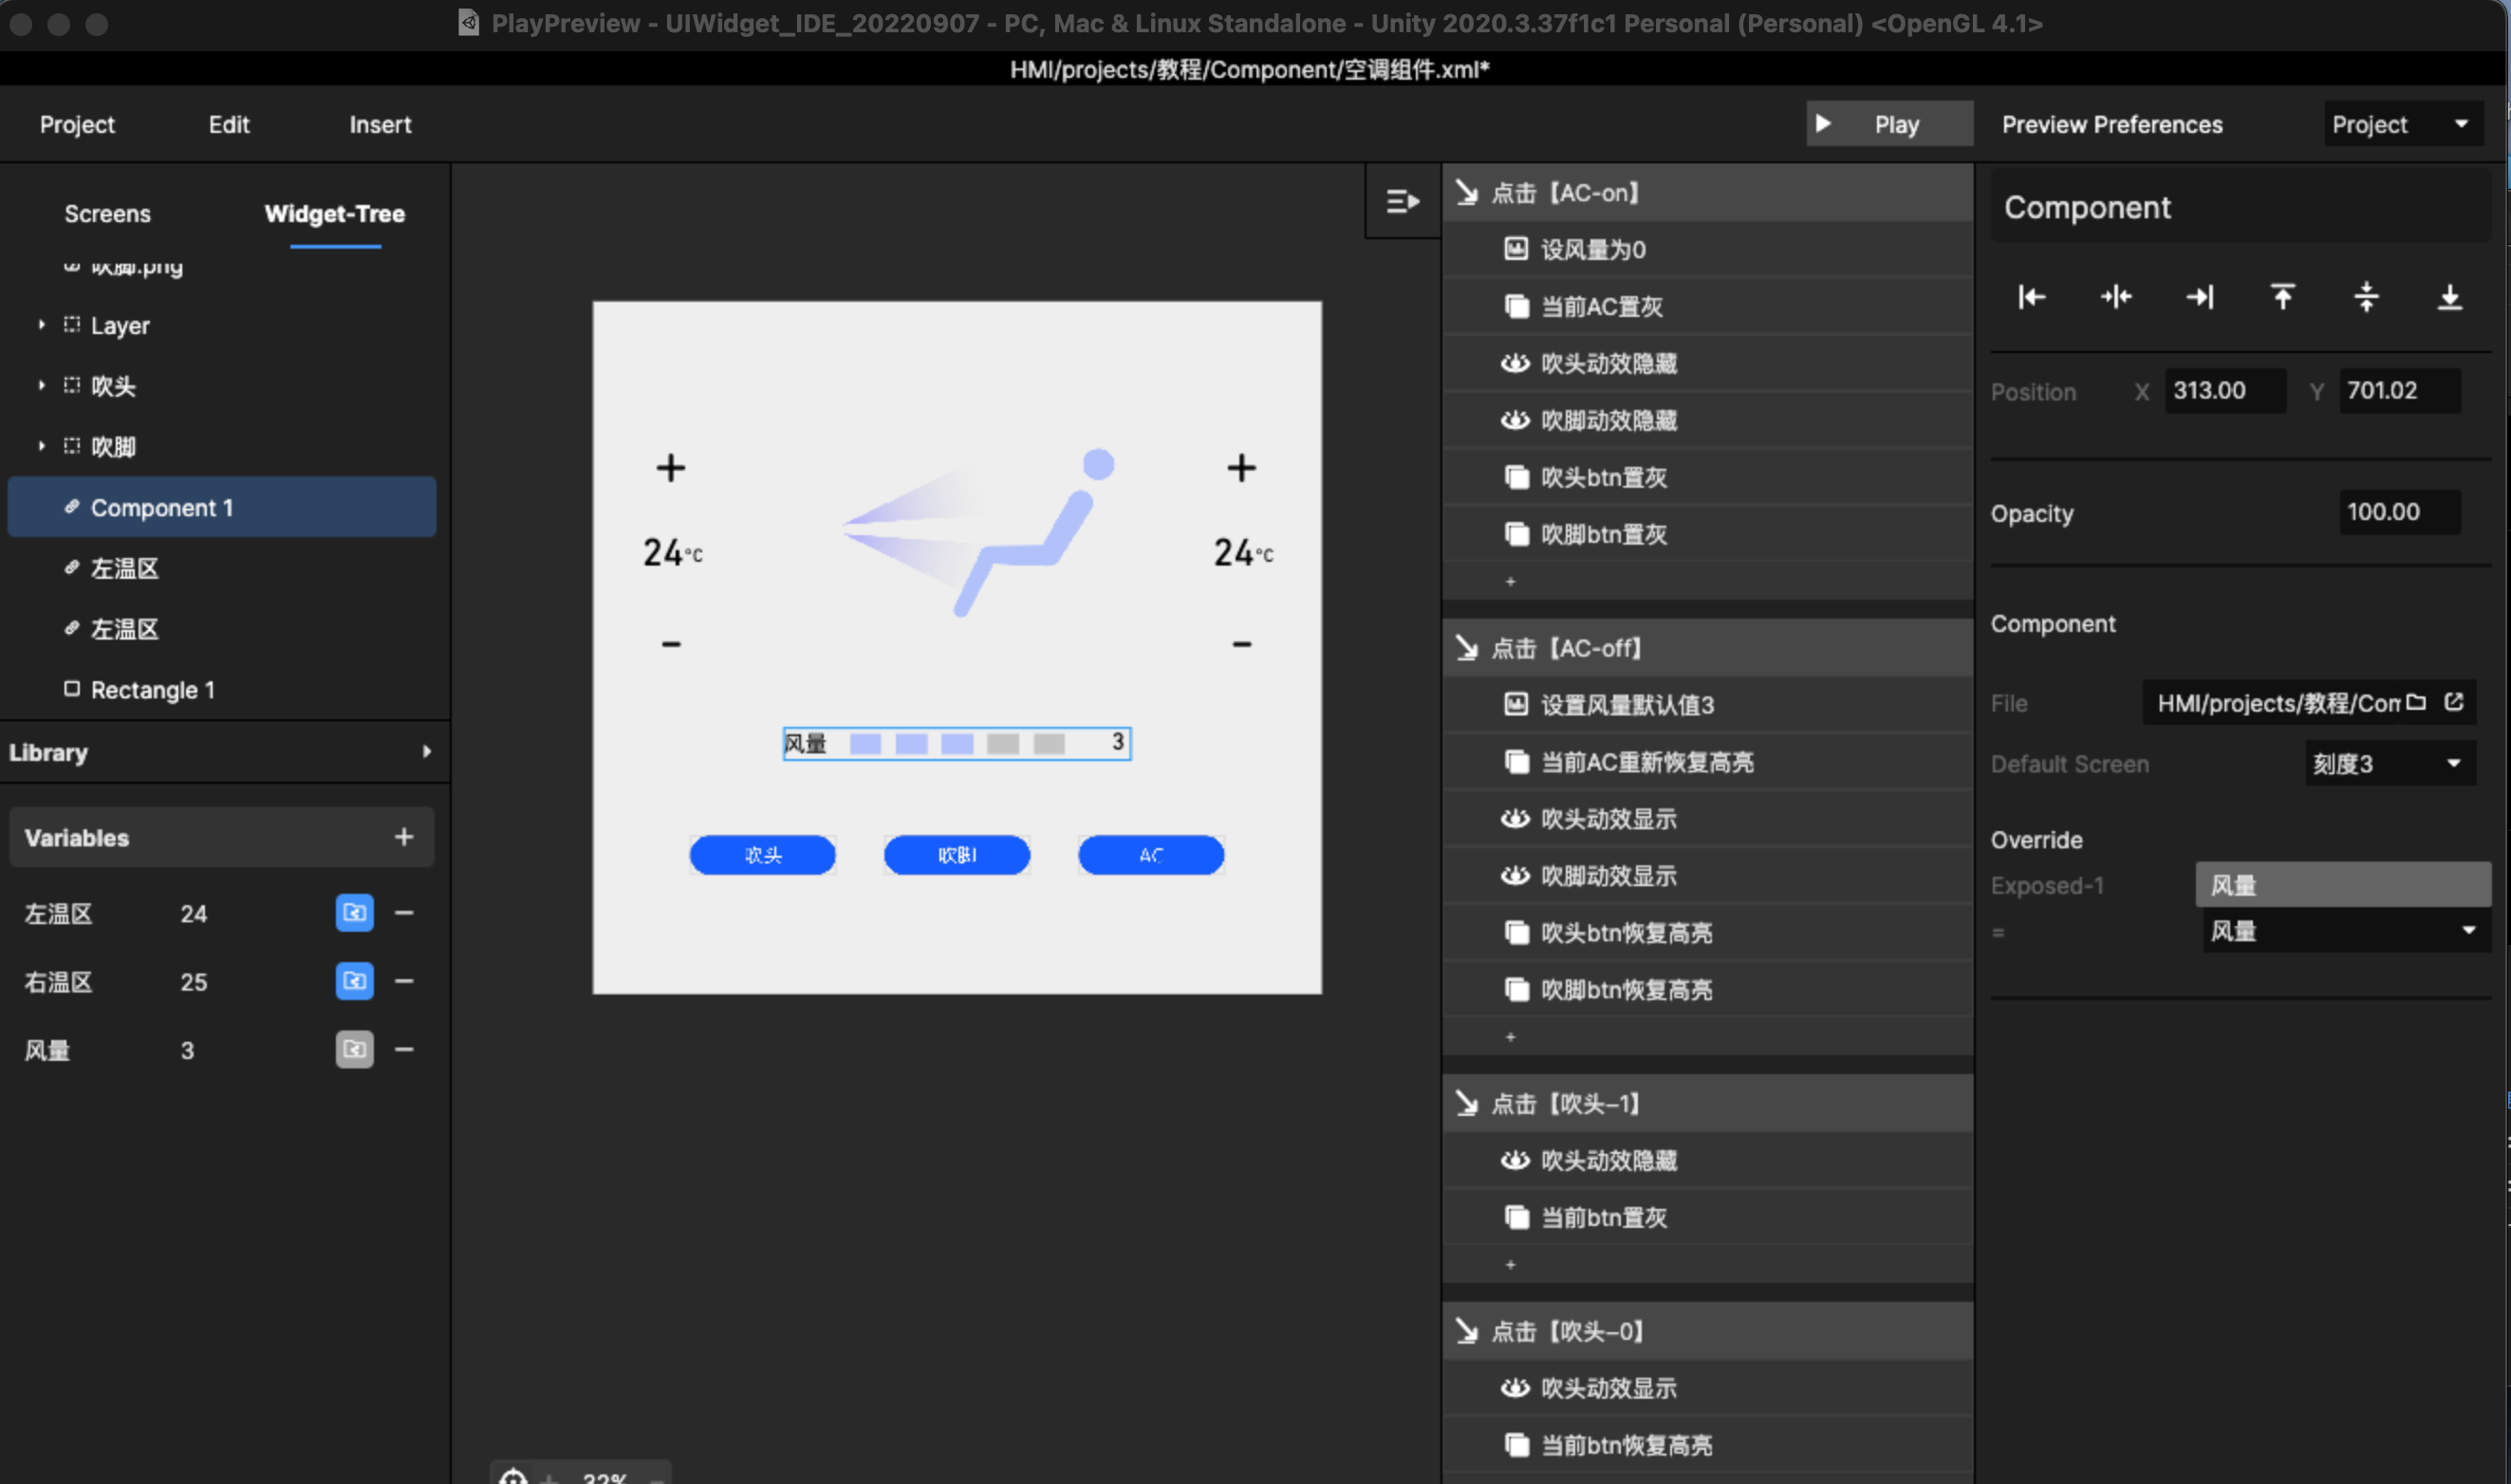 PlayPreview - UIWidget_IDE_20220907 - PC, Mac & Linux Standalone - Unity 2020.3.37f1c1 Personal (Personal) <OpenGL 4.1>
HMI/projects/教程/Component/空调组件.xml*
Project Edit Insert
Play Preview Preferences Project
Screens Widget-Tree
吹脚.png
Layer
吹头
吹脚
Component 1
左温区
左温区
Rectangle 1
Library
Variables +
左温区 24
右温区 25
风量 3
+ +
24°C 24°C
- -
风量 3
吹头 吹脚 AC
32%
点击【AC-on】
设风量为0
当前AC置灰
吹头动效隐藏
吹脚动效隐藏
吹头btn置灰
吹脚btn置灰
+
点击【AC-off】
设置风量默认值3
当前AC重新恢复高亮
吹头动效显示
吹脚动效显示
吹头btn恢复高亮
吹脚btn恢复高亮
+
点击【吹头-1】
吹头动效隐藏
当前btn置灰
+
点击【吹头-0】
吹头动效显示
当前btn恢复高亮
Component
Position X 313.00 Y 701.02
Opacity 100.00
Component
File HMI/projects/教程/Con
Default Screen 刻度3
Override
Exposed-1 风量
= 风量